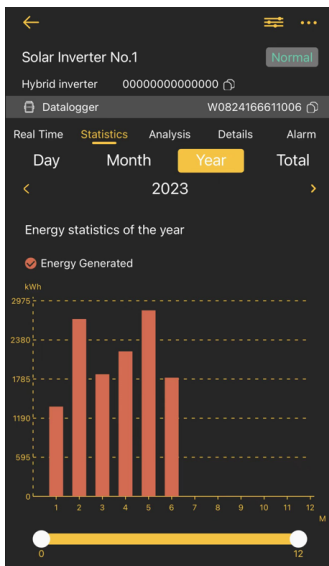 Solar Inverter No.1 Normal
Hybrid inverter 00000000000000
Datalogger W0824166611006
Real Time Statistics Analysis Details Alarm
Day Month Year Total
< 2023 >
Energy statistics of the year
Energy Generated
kWh
2975
2380
1785
1190
595
0
1 2 3 4 5 6 7 8 9 10 11 12
M
0 12